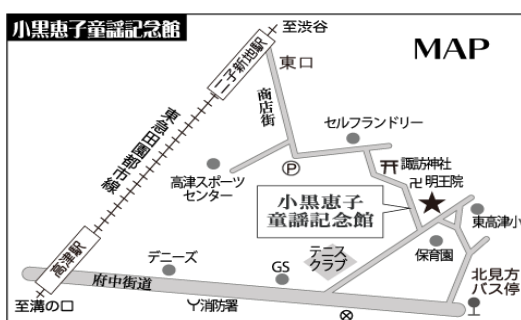 小黒恵子童謡記念館
MAP
至渋谷
二子新地駅
東口
商店街
東急田園都市線
セルフランドリー
P
諏訪神社
卍 明王院
高津スポーツ
センター
小黒恵子
童謡記念館
東高津小
保育園
高津駅
デニーズ
テニス
クラブ
GS
北見方
バス停
府中街道
至溝の口
消防署